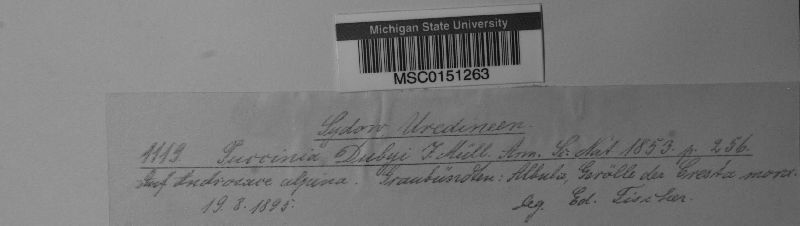 Michigan State University
MSC0151263
Sydow, Uredineen.
1119. Puccinia Dubyi J. Müll. Ann. Sc. Nat. 1853. p. 256.
Auf Androsace alpina. Graubünden: Albula, Gerölle der Cresta mora.
19. 8. 1895. leg. Ed. Fischer.